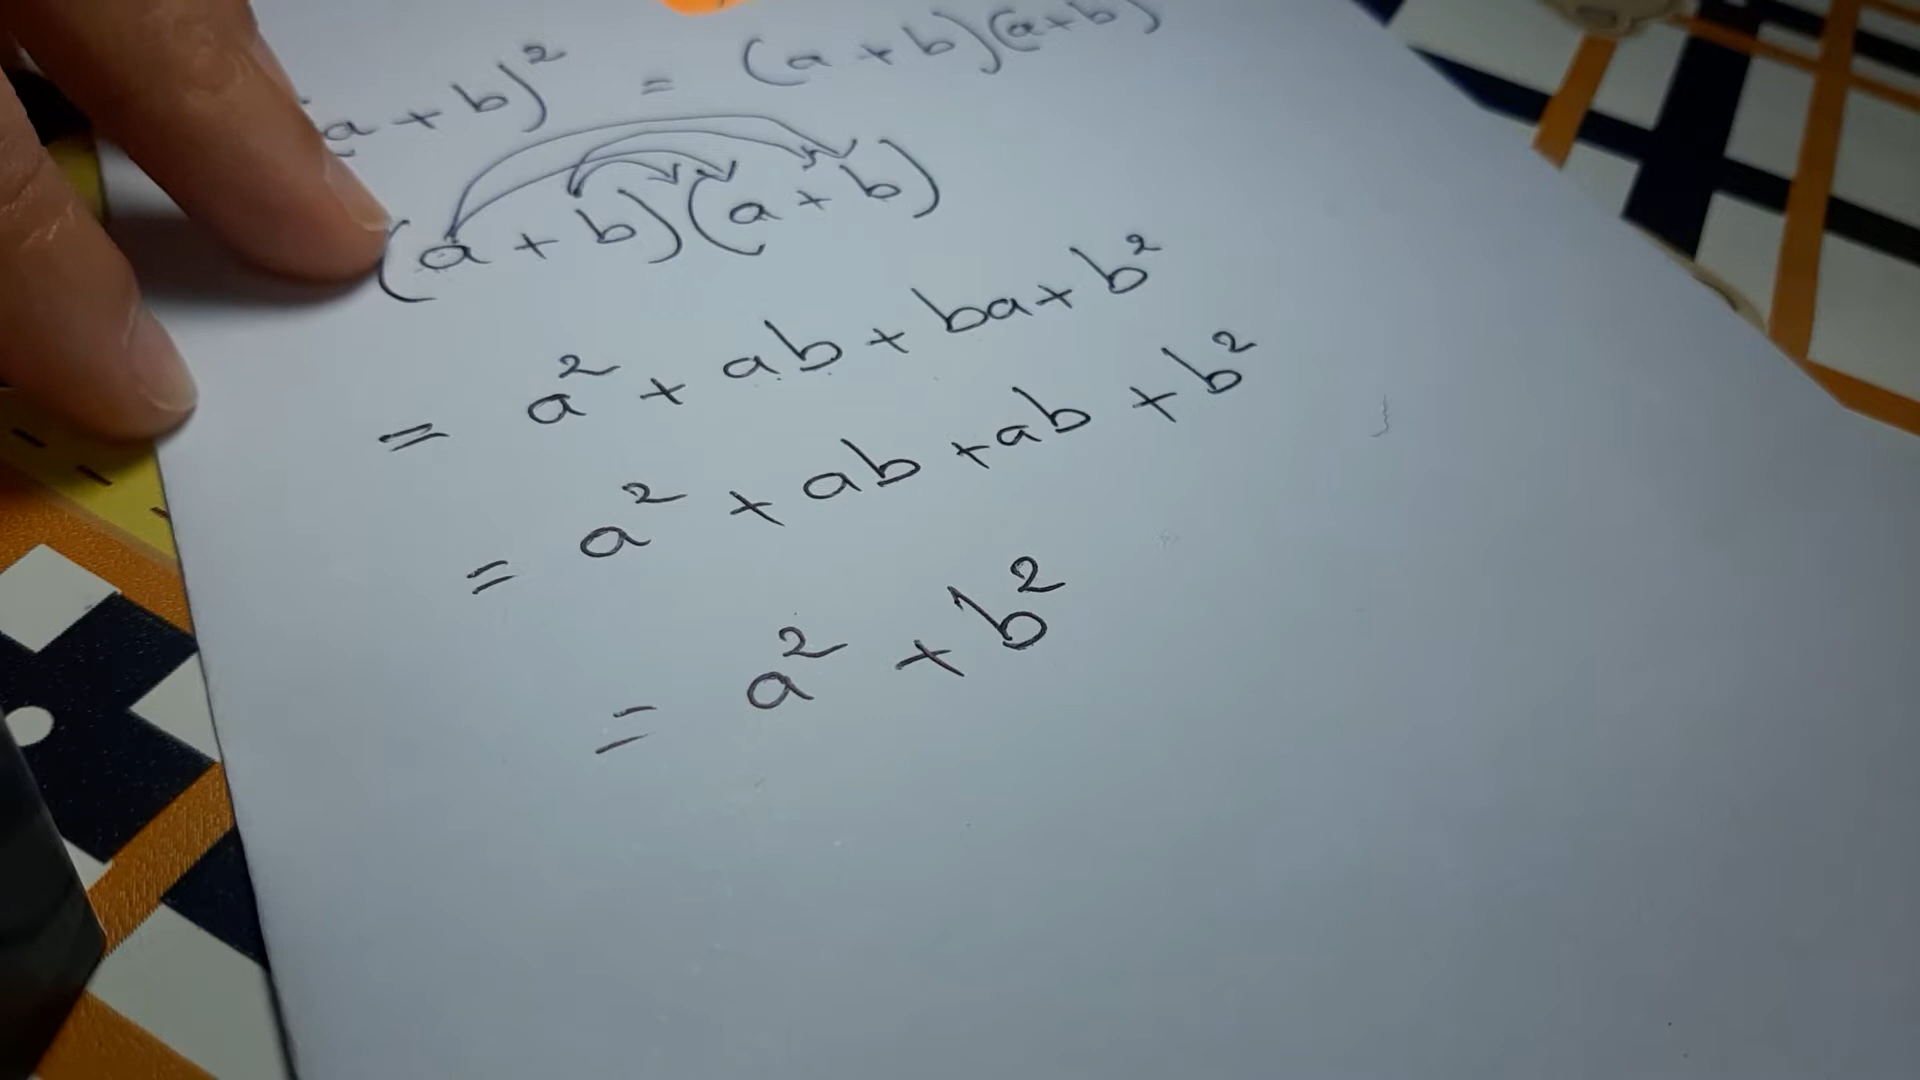 (a + b)² = (a + b)(a+b)
(a + b)(a + b)
= a² + ab + ba + b²
= a² + ab + ab + b²
= a² + b²